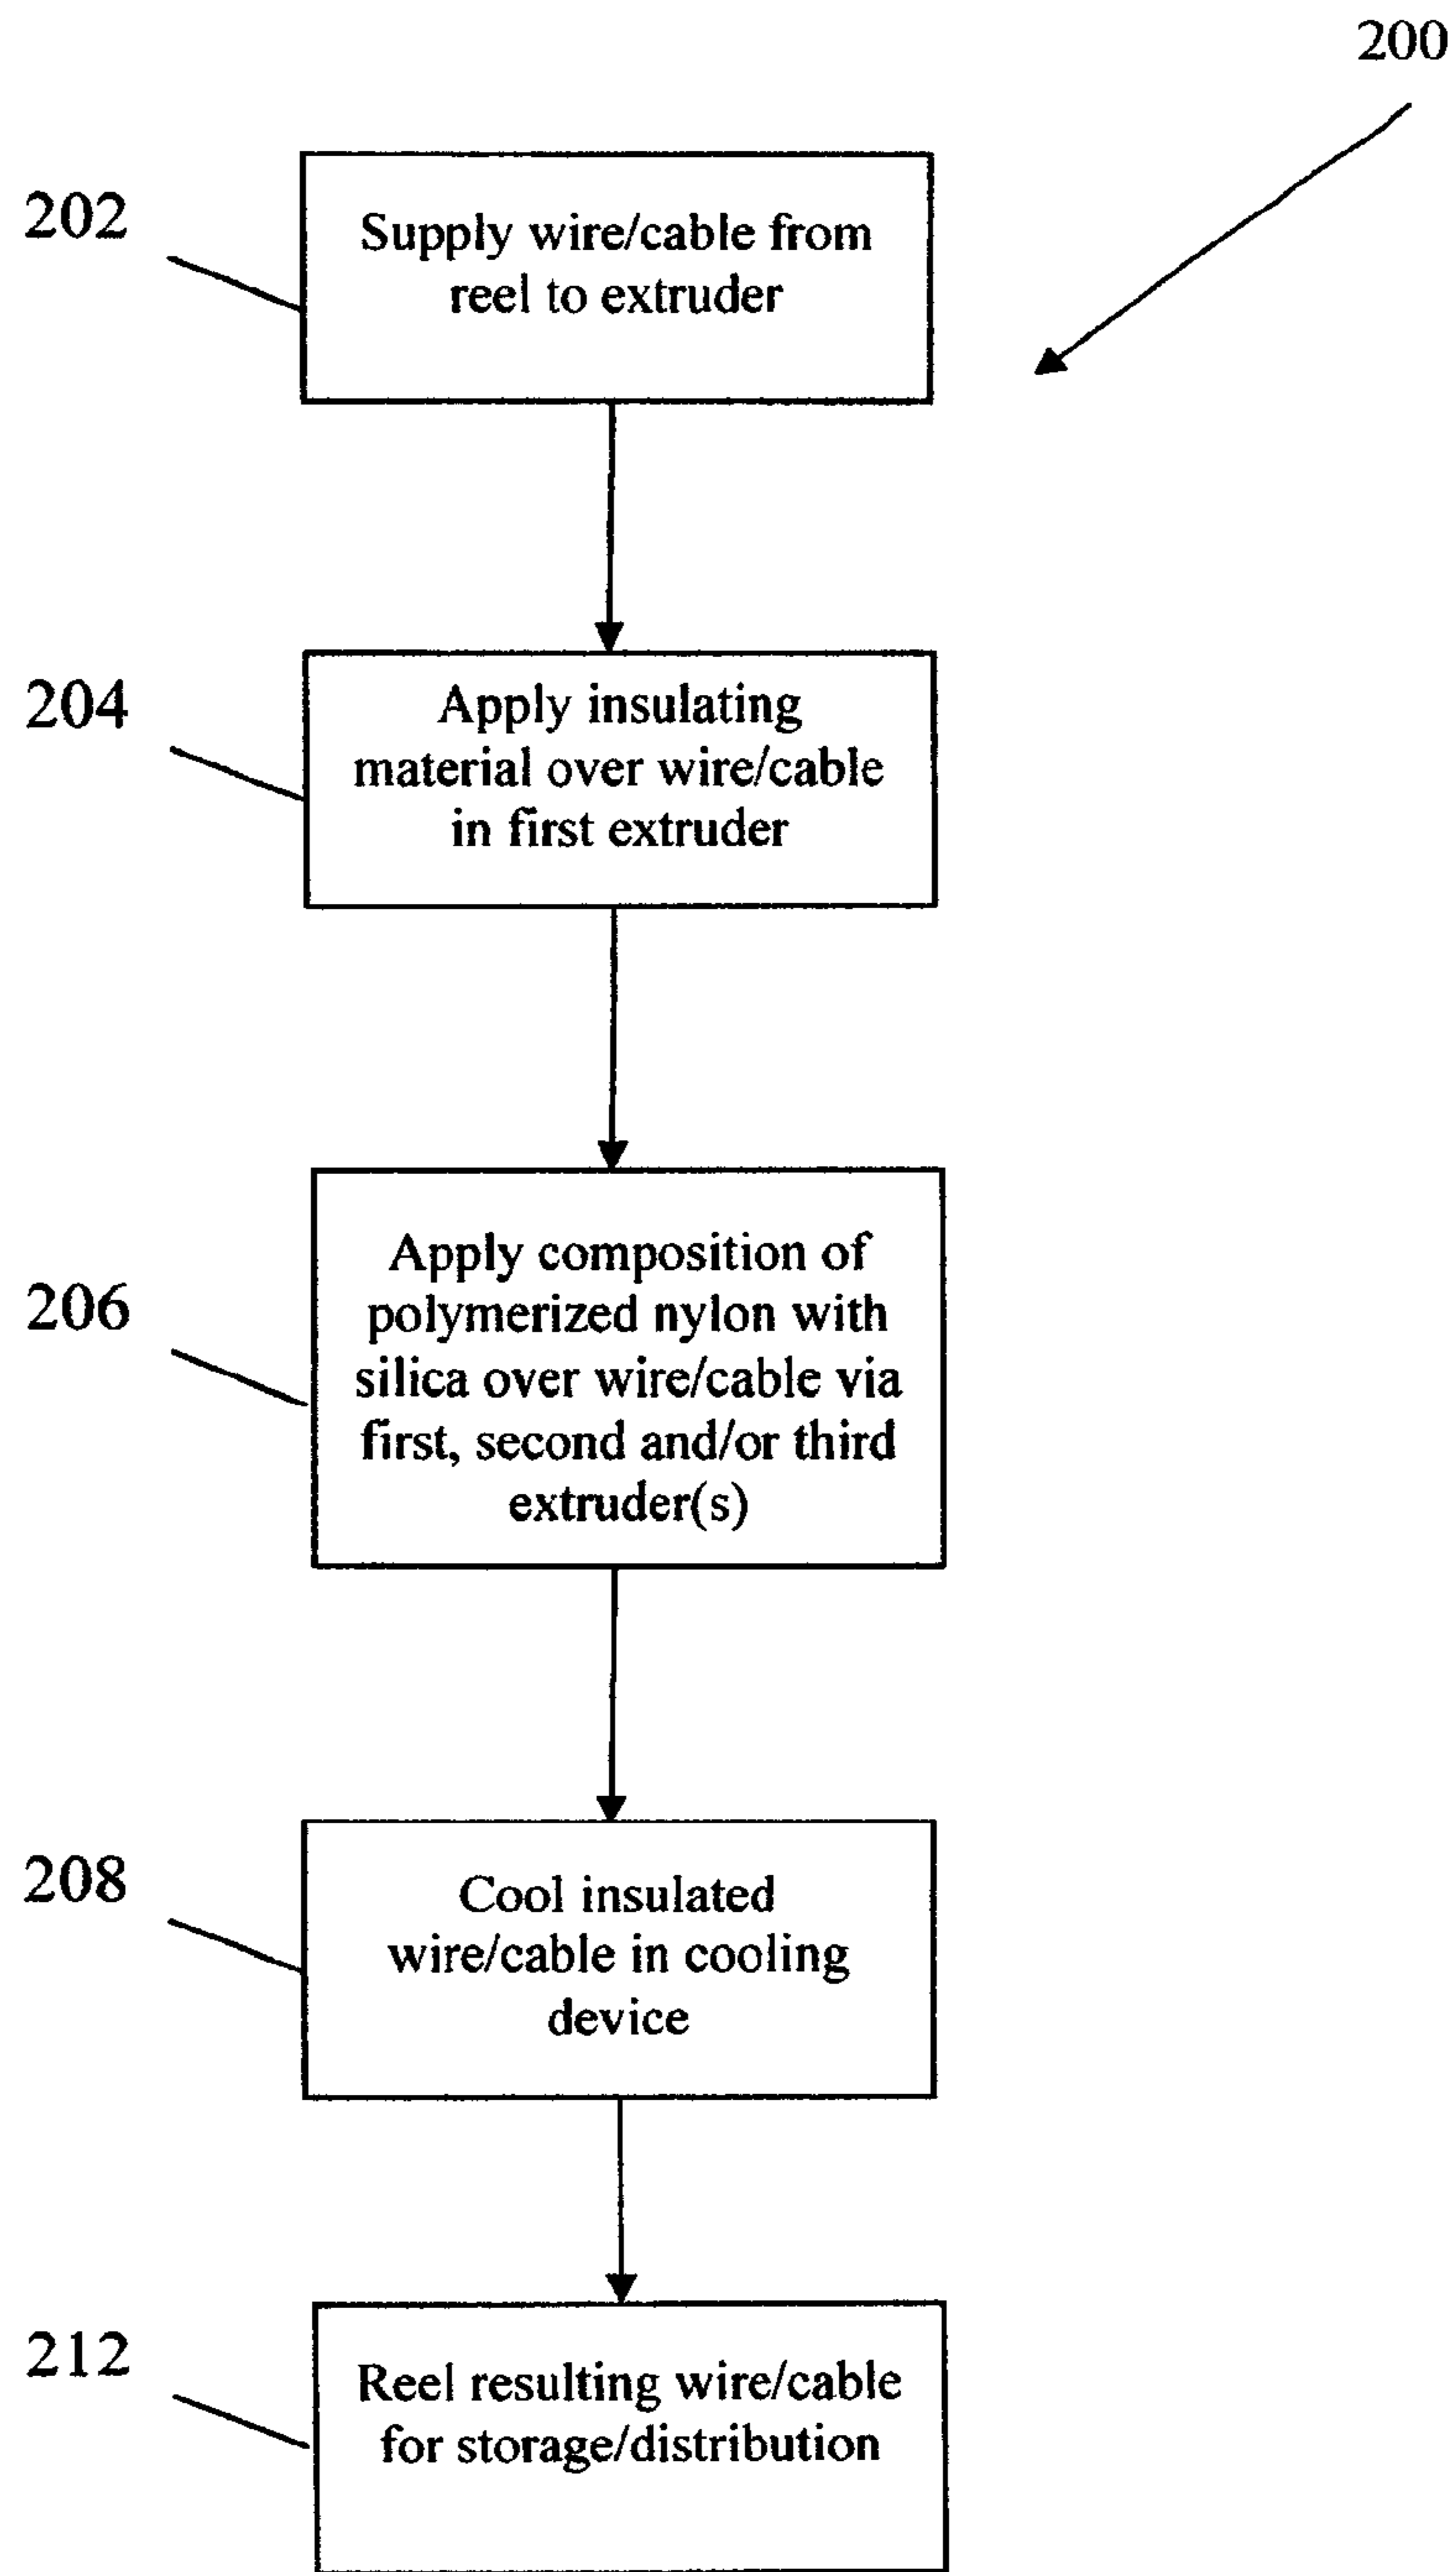 200
202
Supply wire/cable from
reel to extruder
204
Apply insulating
material over wire/cable
in first extruder
206
Apply composition of
polymerized nylon with
silica over wire/cable via
first, second and/or third
extruder(s)
208
Cool insulated
wire/cable in cooling
device
212
Reel resulting wire/cable
for storage/distribution